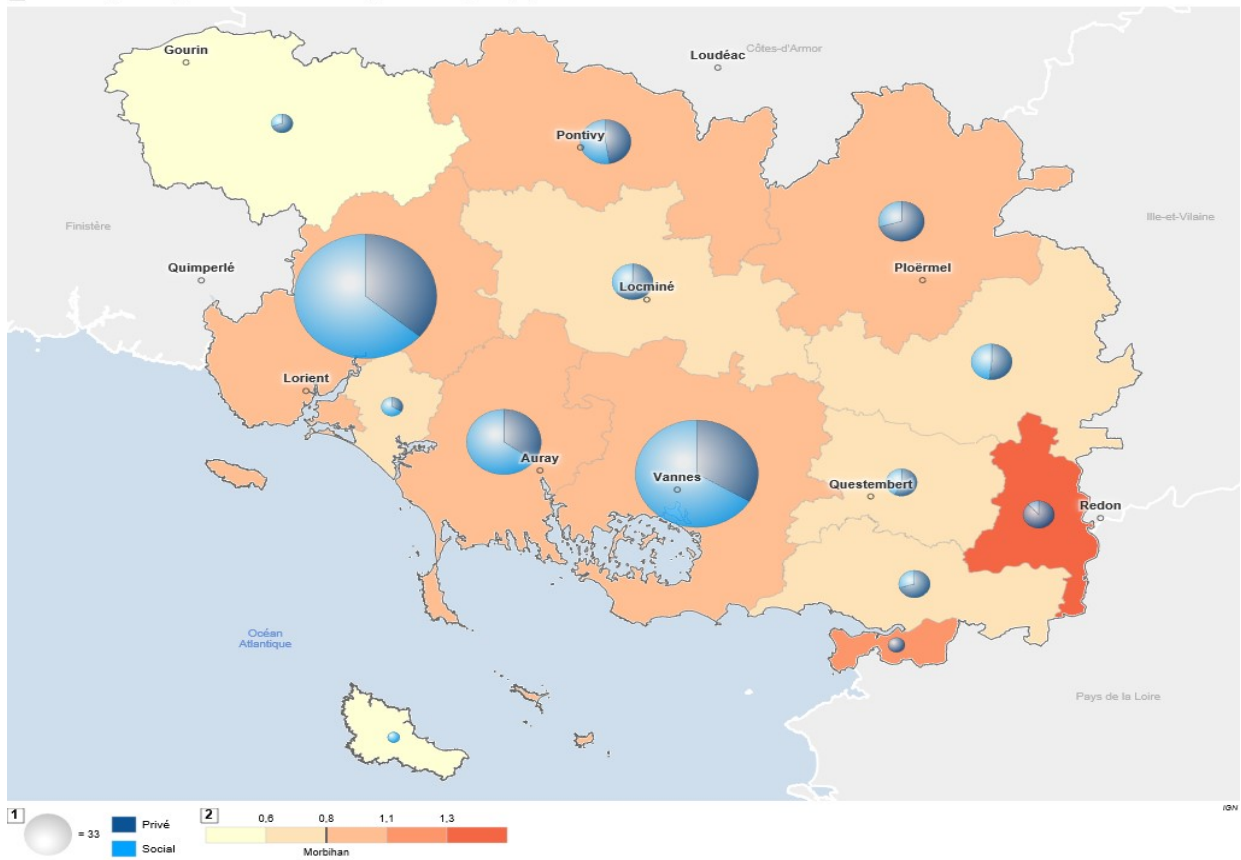 Gourin
Loudéac
Côtes-d'Armor
Pontivy
Finistère
Ille-et-Vilaine
Quimperlé
Ploërmel
Locminé
Lorient
Auray
Vannes
Questembert
Redon
Océan
Atlantique
Pays de la Loire
IGN
1
= 33
Privé
Social
2
0,6
0,8
1,1
1,3
Morbihan